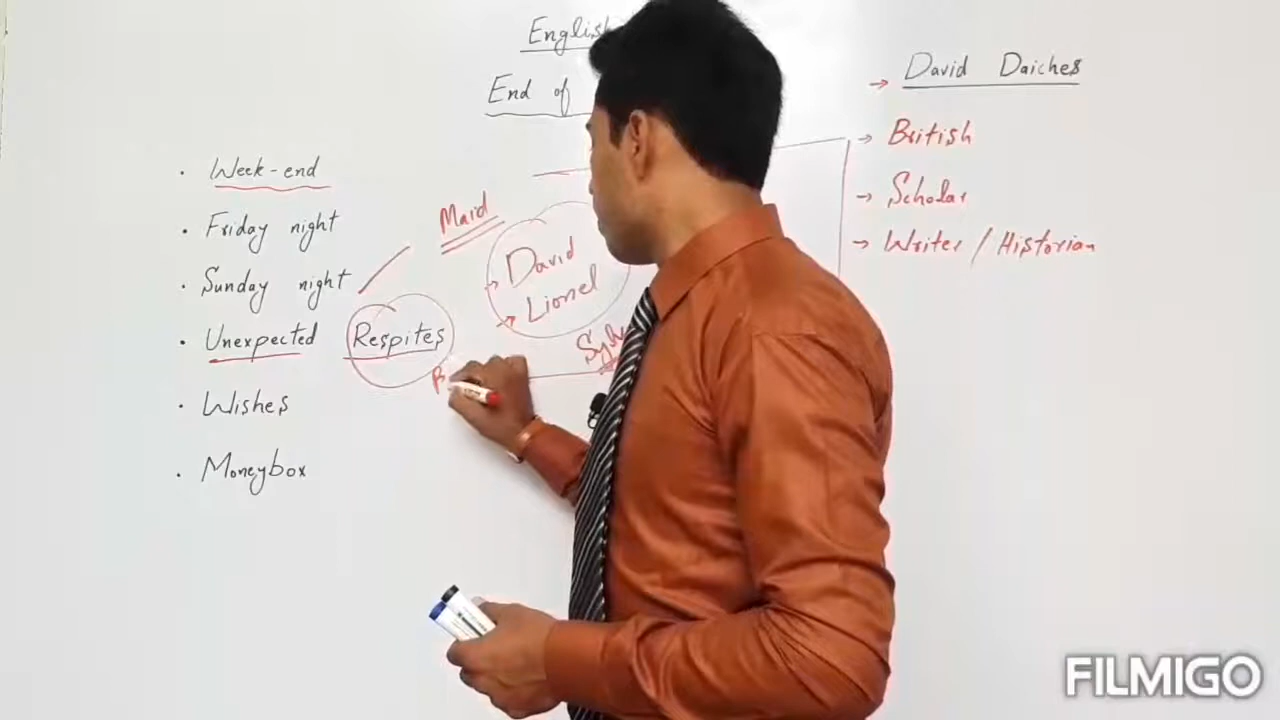 English
End of
David Daiches
British
Scholar
Writer / Historian
Week-end
Friday night
Sunday night
Unexpected Respites
Wishes
Moneybox
Maid
David
Lionel
FILMIGO